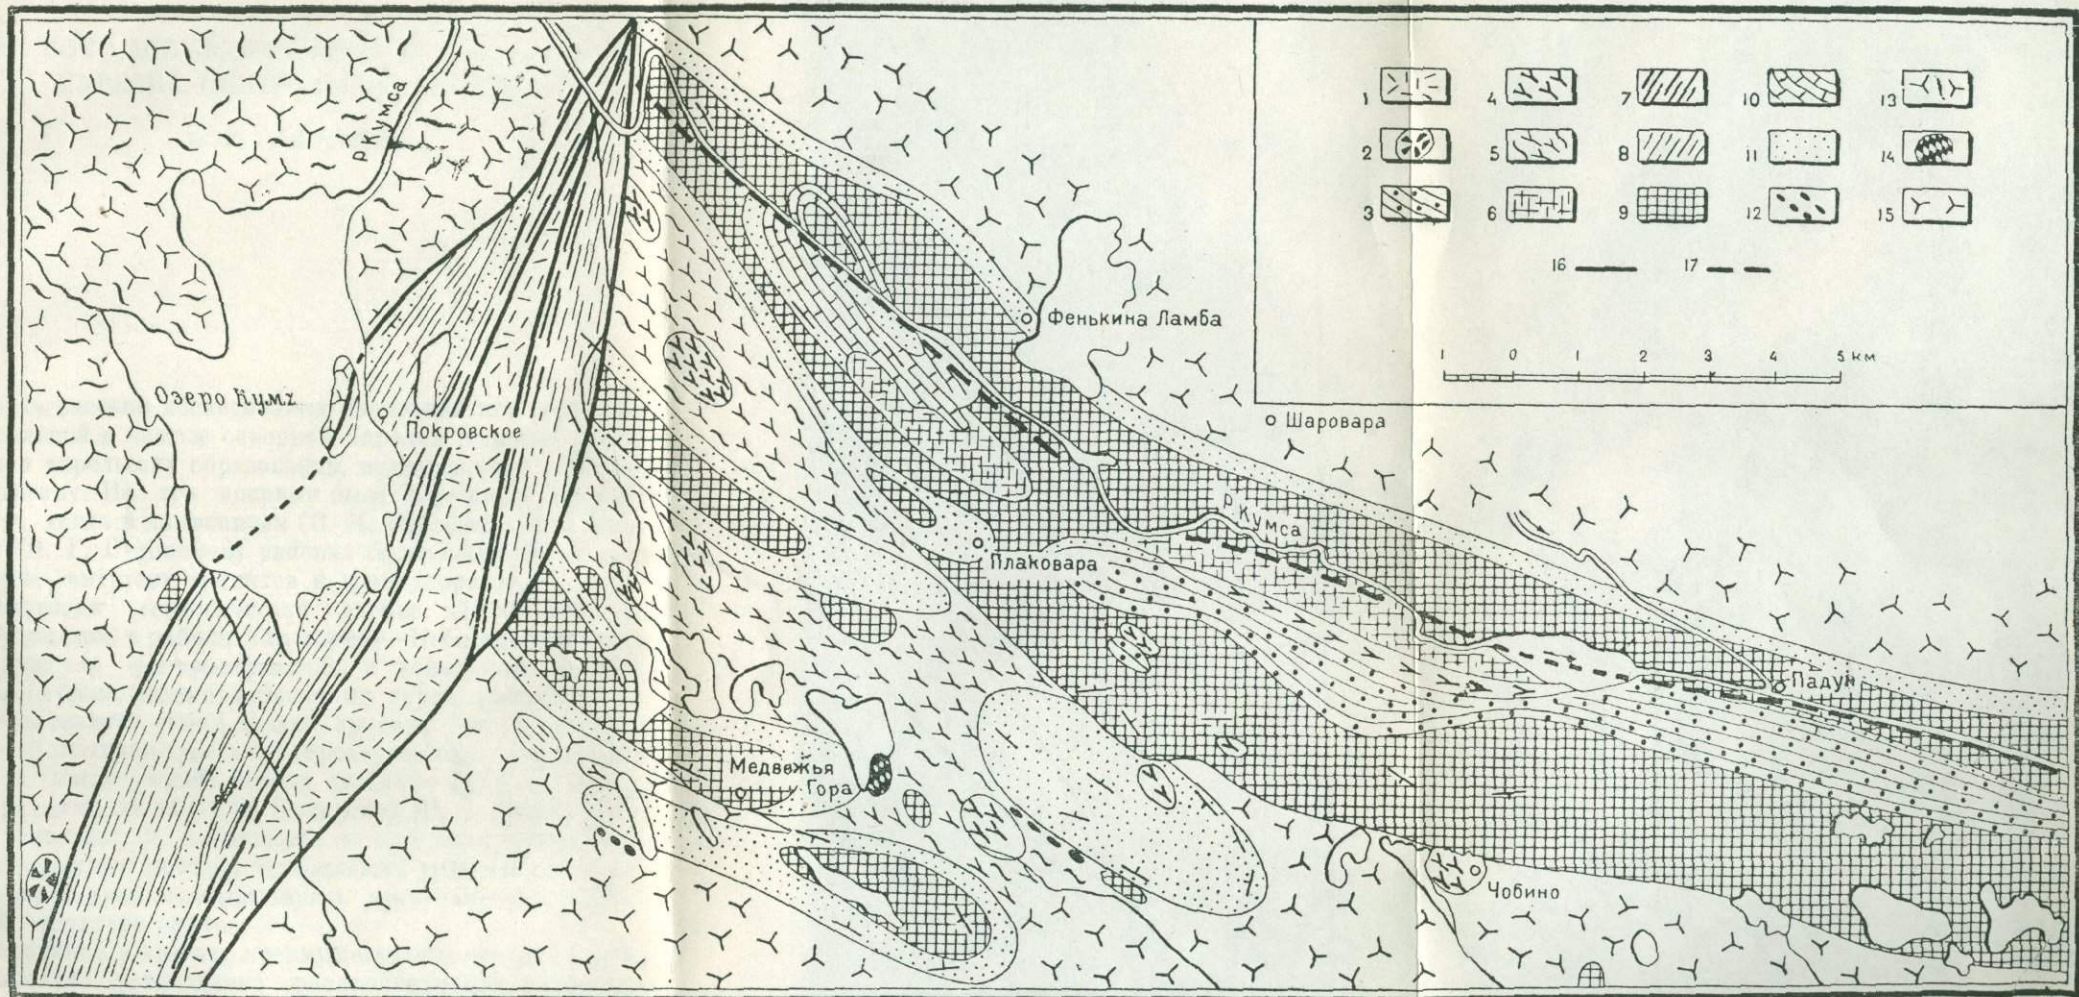 р. Кумса
Озеро Кумч
Покровское
Фенькина Ламба
Шаровара
р. Кумса
Плаковара
Падун
Медвежья
Гора
Чобино
1 4 7 10 13
2 5 8 11 14
3 6 9 12 15
16 17
1 0 1 2 3 4 5 км